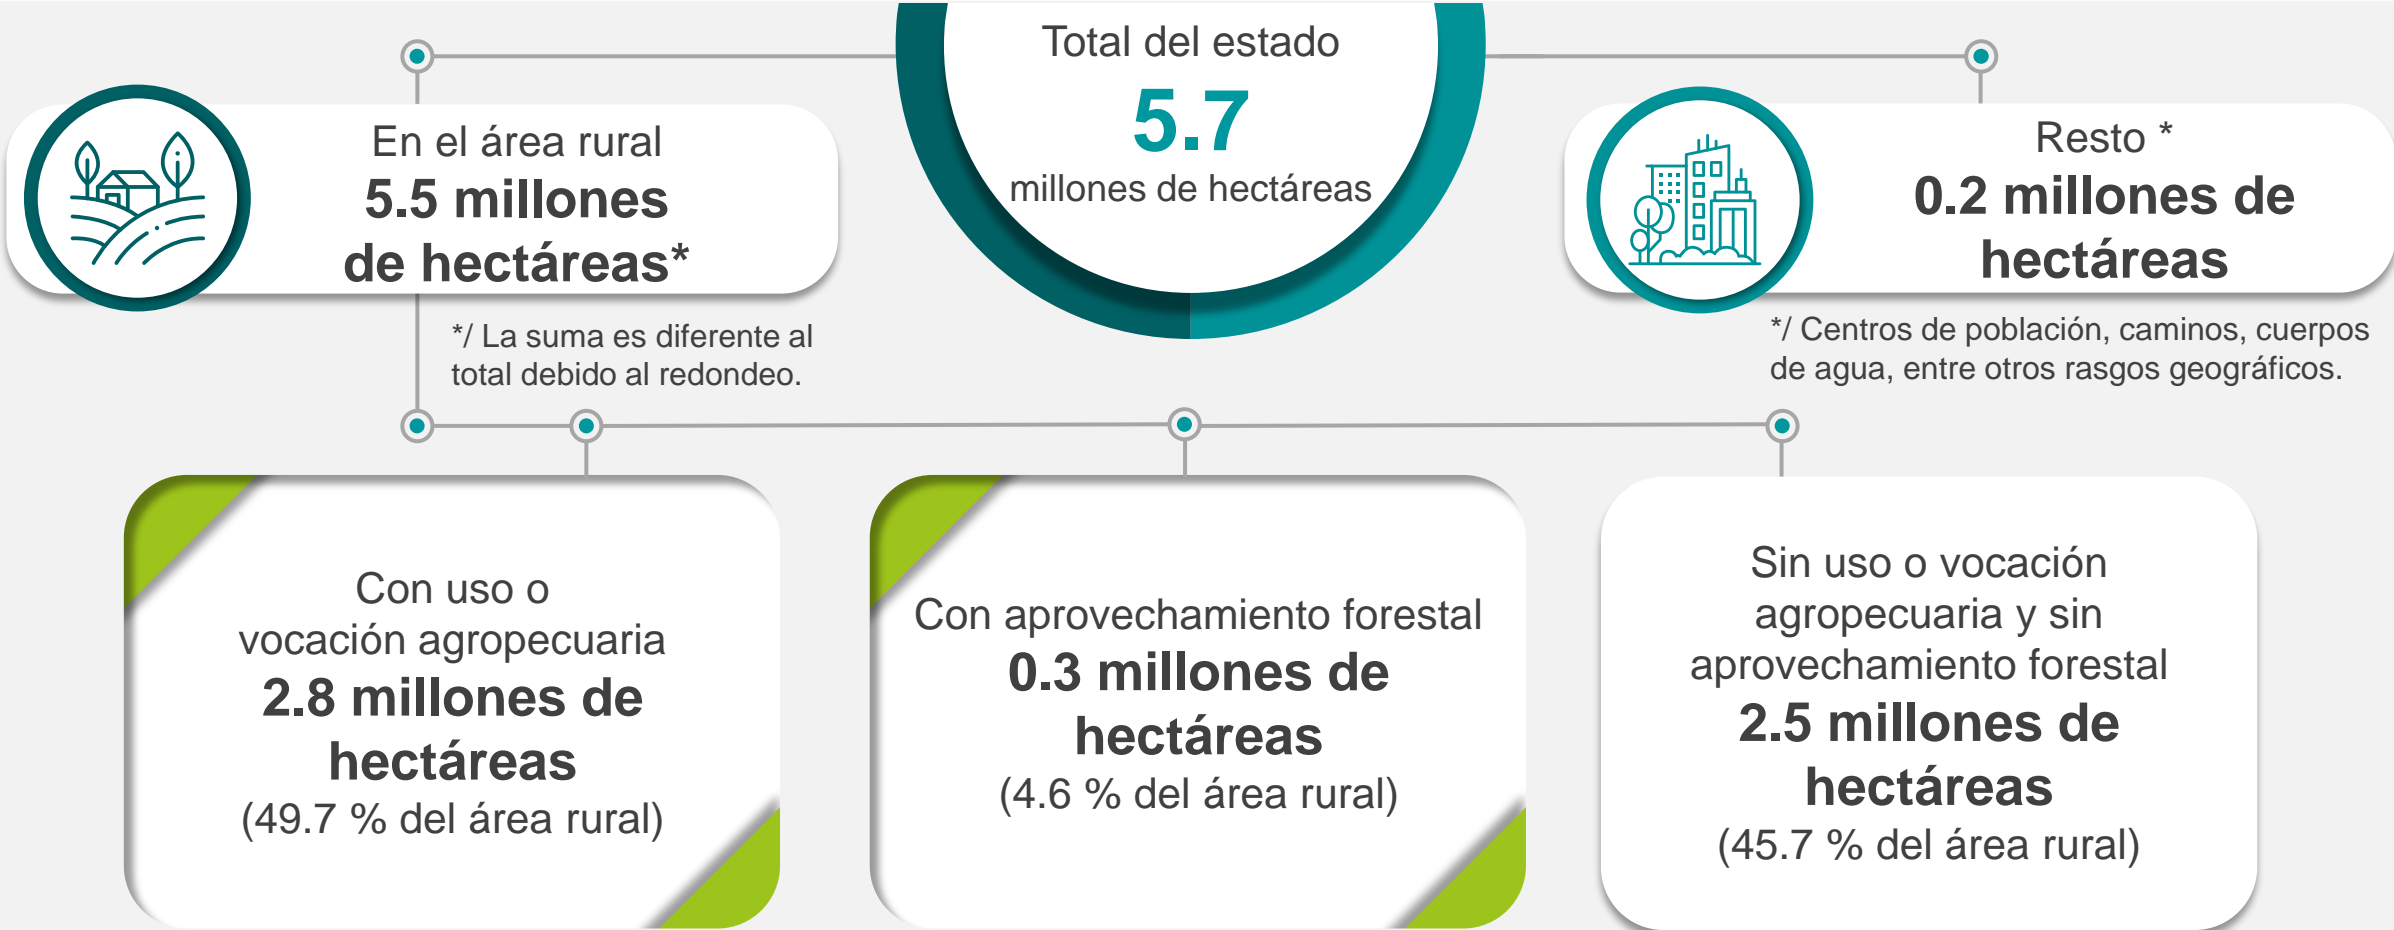 Total del estado
5.7
millones de hectáreas
En el área rural
5.5 millones
de hectáreas*
*/ La suma es diferente al
total debido al redondeo.
Resto *
0.2 millones de
hectáreas
*/ Centros de población, caminos, cuerpos
de agua, entre otros rasgos geográficos.
Con uso o
vocación agropecuaria
2.8 millones de
hectáreas
(49.7 % del área rural)
Con aprovechamiento forestal
0.3 millones de
hectáreas
(4.6 % del área rural)
Sin uso o vocación
agropecuaria y sin
aprovechamiento forestal
2.5 millones de
hectáreas
(45.7 % del área rural)